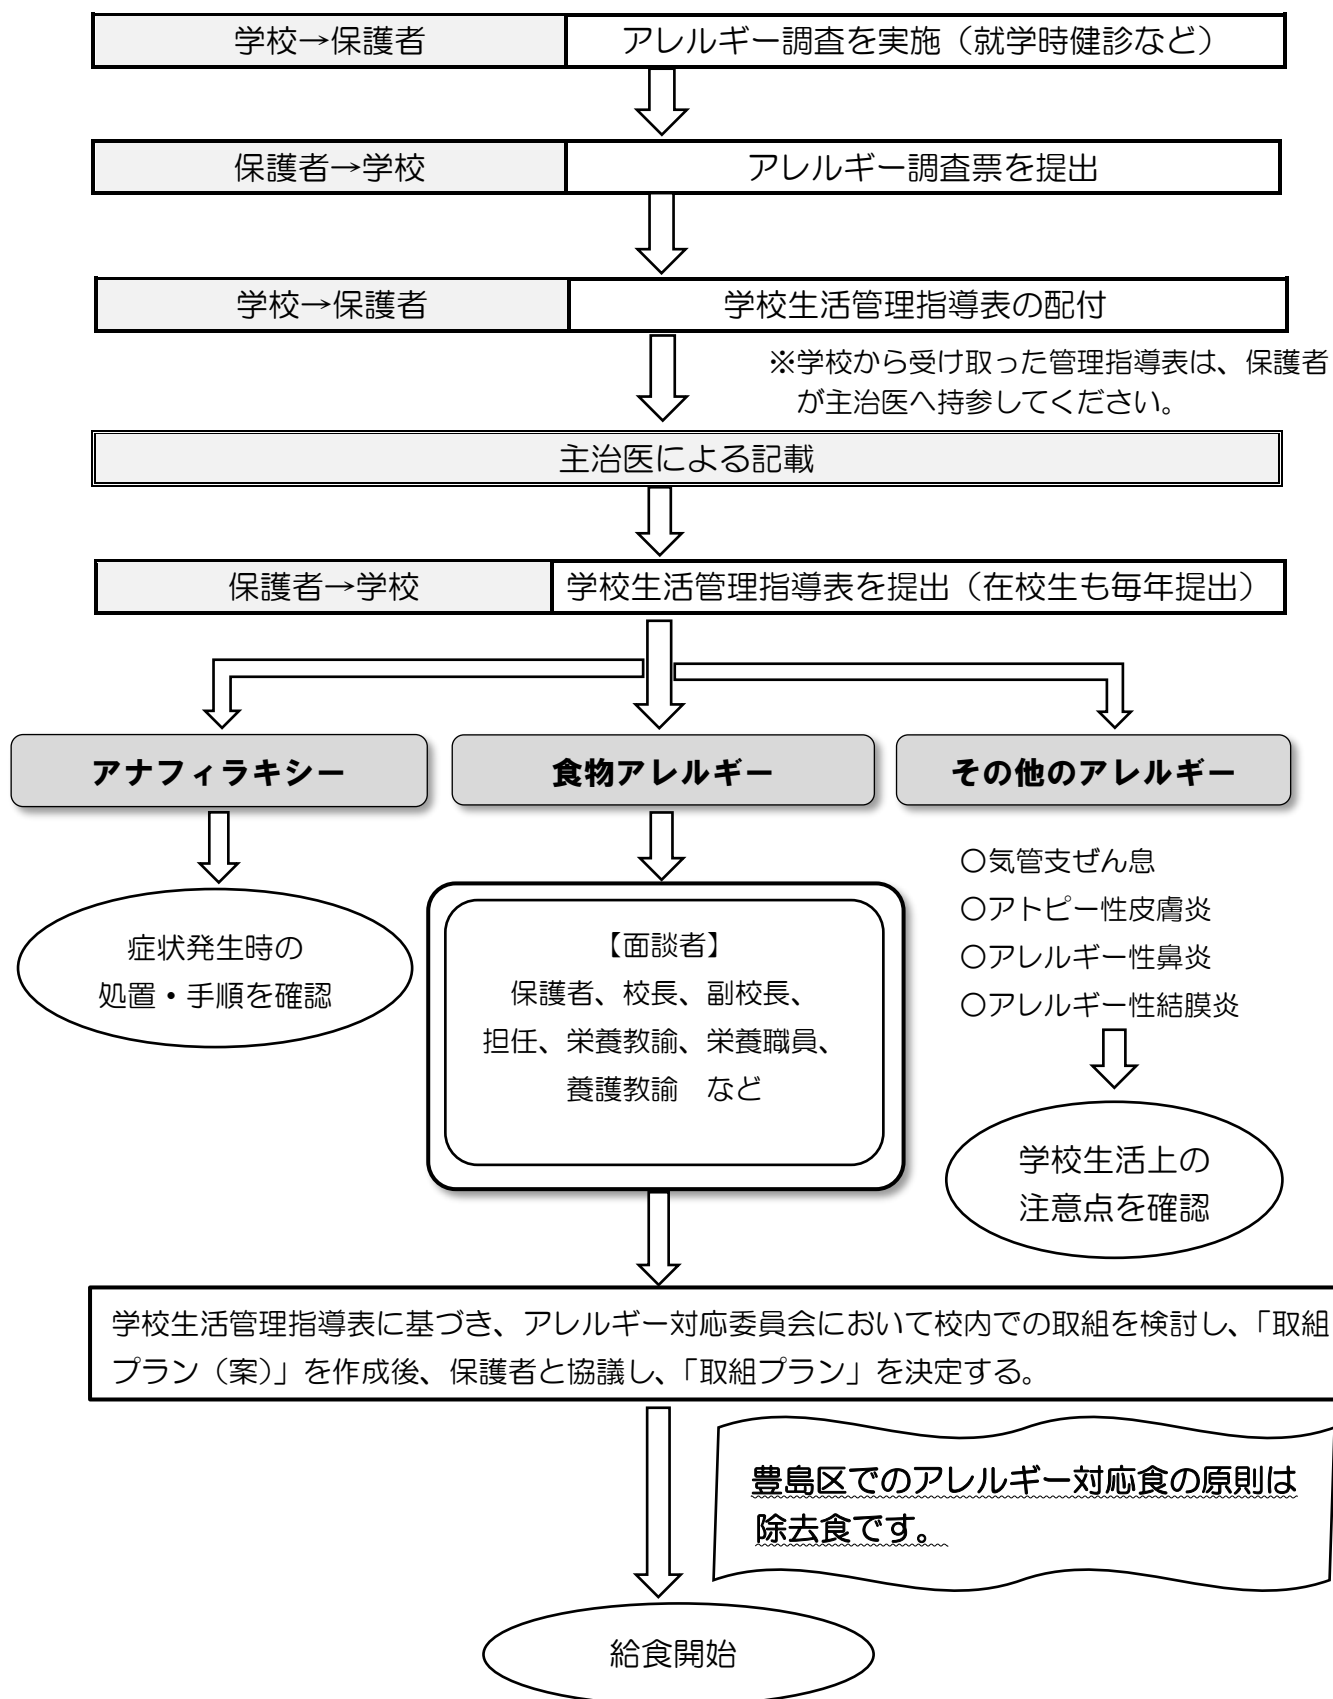 学校→保護者 アレルギー調査を実施（就学時健診など）
保護者→学校 アレルギー調査票を提出
学校→保護者 学校生活管理指導表の配付
※学校から受け取った管理指導表は、保護者
が主治医へ持参してください。
主治医による記載
保護者→学校 学校生活管理指導表を提出（在校生も毎年提出）
アナフィラキシー
症状発生時の
処置・手順を確認
食物アレルギー
【面談者】
保護者、校長、副校長、
担任、栄養教諭、栄養職員、
養護教諭　など
その他のアレルギー
○気管支ぜん息
○アトピー性皮膚炎
○アレルギー性鼻炎
○アレルギー性結膜炎
学校生活上の
注意点を確認
学校生活管理指導表に基づき、アレルギー対応委員会において校内での取組を検討し、「取組
プラン（案）」を作成後、保護者と協議し、「取組プラン」を決定する。
豊島区でのアレルギー対応食の原則は
除去食です。
給食開始